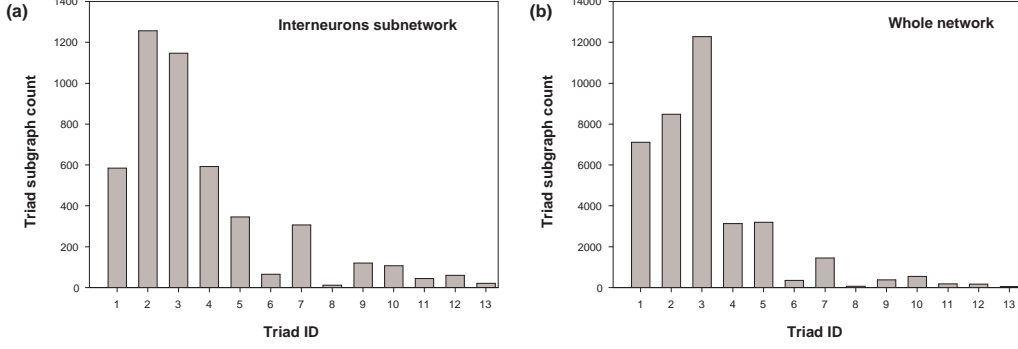 (a)
Interneurons subnetwork
Triad subgraph count
1400
1200
1000
800
600
400
200
0
1 2 3 4 5 6 7 8 9 10 11 12 13
Triad ID
(b)
Whole network
Triad subgraph count
14000
12000
10000
8000
6000
4000
2000
0
1 2 3 4 5 6 7 8 9 10 11 12 13
Triad ID